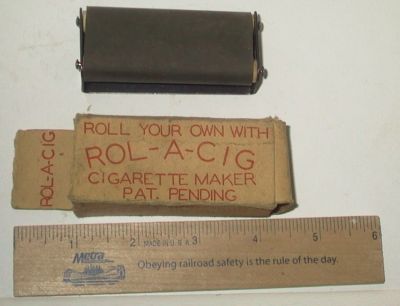 ROLL YOUR OWN WITH
ROL-A-CIG
CIGARETTE MAKER
PAT. PENDING
ROL-A-CIG
1 2 MADE IN U.S.A. 3 4 5 6
Metra
Obeying railroad safety is the rule of the day.